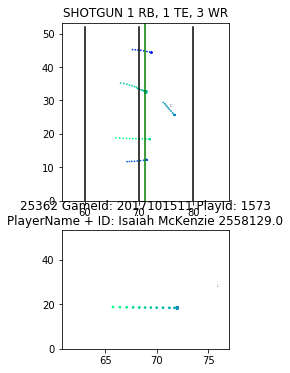 SHOTGUN 1 RB, 1 TE, 3 WR
50
40
30
20
10
0
60 70 80
25362 GameId: 2017101511 PlayId: 1573
PlayerName + ID: Isaiah McKenzie 2558129.0
40
20
0
65 70 75